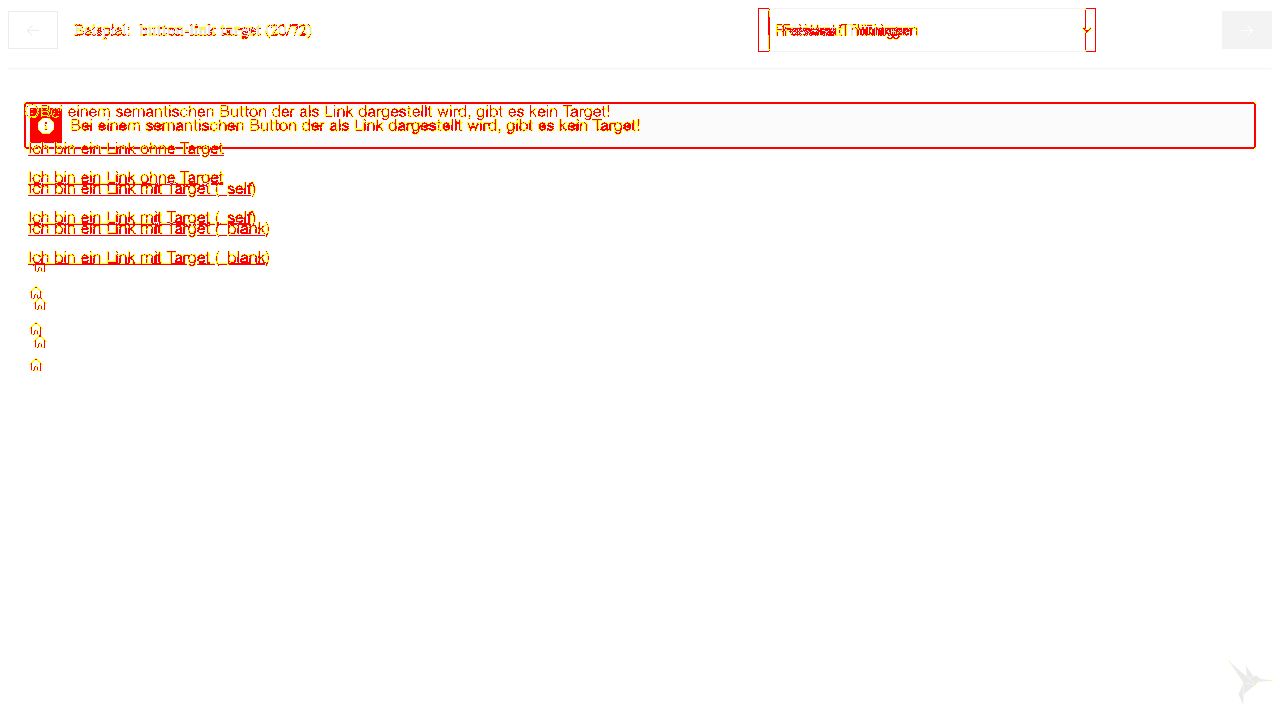 Beispiel: button-link target (20/72)
Bei einem semantischen Button der als Link dargestellt wird, gibt es kein Target!
Bei einem semantischen Button der als Link dargestellt wird, gibt es kein Target!
Ich bin ein Link ohne Target
Ich bin ein Link ohne Target
Ich bin ein Link mit Target (_self)
Ich bin ein Link mit Target (_self)
Ich bin ein Link mit Target (_blank)
Ich bin ein Link mit Target (_blank)